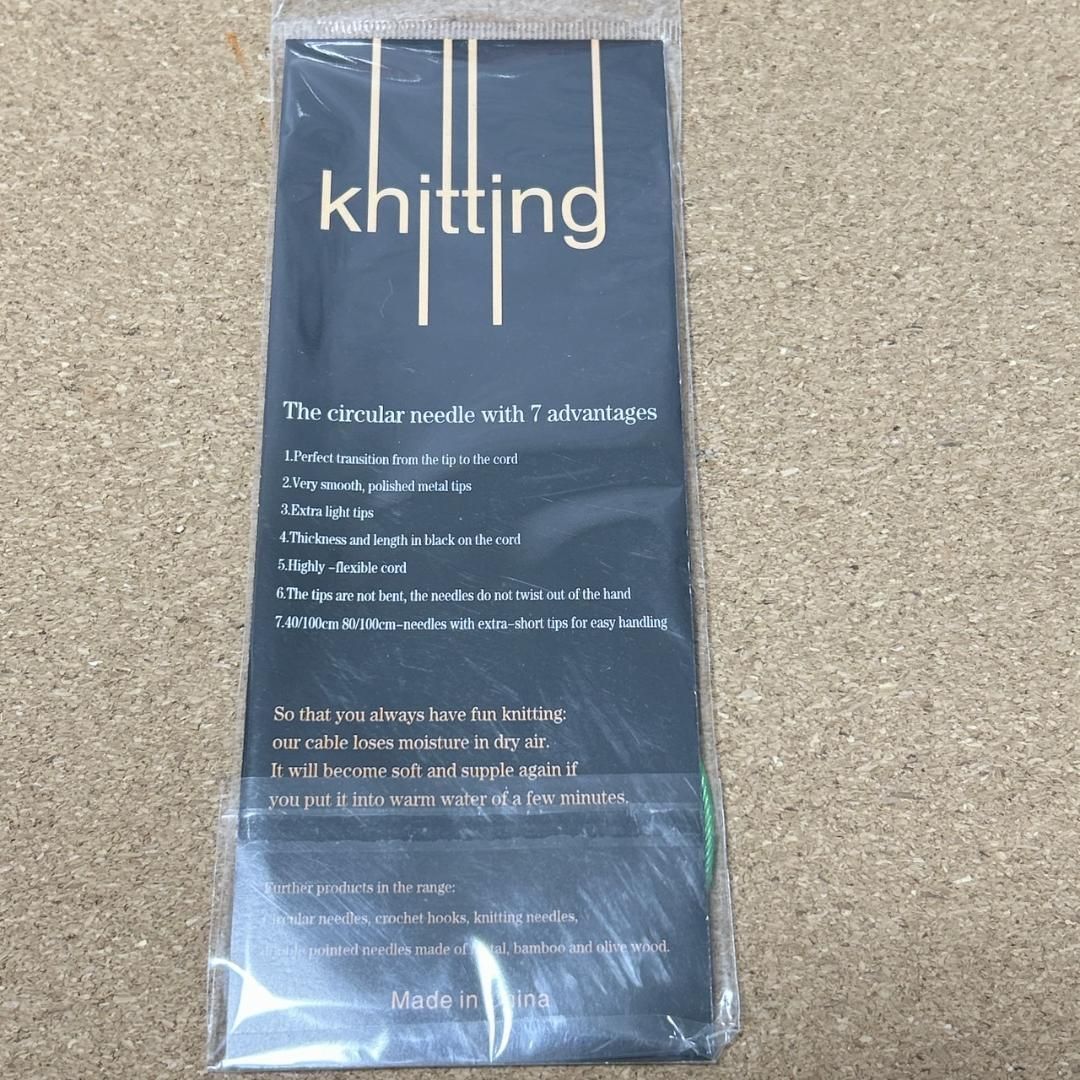 knitting
The circular needle with 7 advantages
1.Perfect transition from the tip to the cord
2.Very smooth, polished metal tips
3.Extra light tips
4.Thickness and length in black on the cord
5.Highly –flexible cord
6.The tips are not bent, the needles do not twist out of the hand
7.40/100cm 80/100cm–needles with extra–short tips for easy handling
So that you always have fun knitting:
our cable loses moisture in dry air.
It will become soft and supple again if
you put it into warm water of a few minutes.
Further products in the range:
Circular needles, crochet hooks, knitting needles,
double pointed needles made of metal, bamboo and olive wood.
Made in China